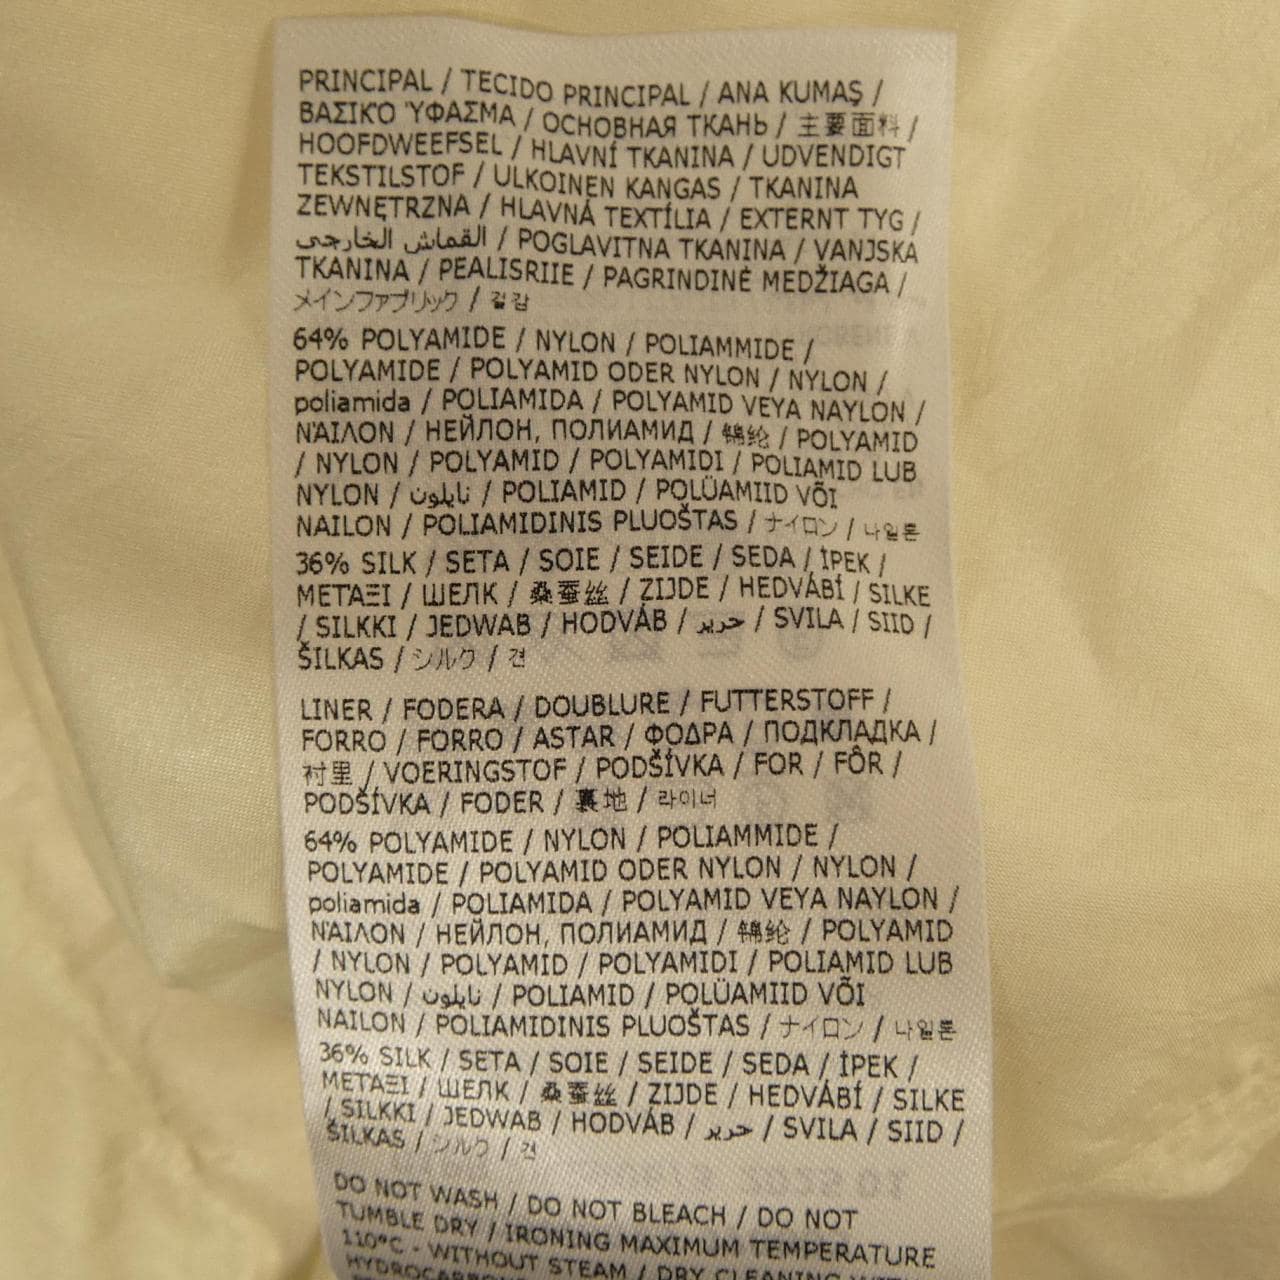 PRINCIPAL / TECIDO PRINCIPAL / ANA KUMAŞ /
ΒΑΣΙΚΌ ΎΦΑΣΜΑ / ОСНОВНАЯ ТКАНЬ / 主要面料 /
HOOFDWEEFSEL / HLAVNÍ TKANINA / UDVENDIGT
TEKSTILSTOF / ULKOINEN KANGAS / TKANINA
ZEWNĘTRZNA / HLAVNÁ TEXTÍLIA / EXTERNT TYG /
القماش الخارجى / POGLAVITNA TKANINA / VANJSKA
TKANINA / PEALISRIIE / PAGRINDINĖ MEDŽIAGA /
メインファブリック / 겉감
64% POLYAMIDE / NYLON / POLIAMMIDE /
POLYAMIDE / POLYAMID ODER NYLON / NYLON /
poliamida / POLIAMIDA / POLYAMID VEYA NAYLON /
ΝΆΙΛΟΝ / НЕЙЛОН, ПОЛИАМИД / 锦纶 / POLYAMID
/ NYLON / POLYAMID / POLYAMIDI / POLIAMID LUB
NYLON / نايلون / POLIAMID / POLÜAMIID VÕI
NAILON / POLIAMIDINIS PLUOŠTAS / ナイロン / 나일론
36% SILK / SETA / SOIE / SEIDE / SEDA / İPEK /
ΜΕΤΆΞΙ / ШЕЛК / 桑蚕丝 / ZIJDE / HEDVÁBÍ / SILKE
/ SILKKI / JEDWAB / HODVÁB / حرير / SVILA / SIID /
ŠILKAS / シルク / 견
LINER / FODERA / DOUBLURE / FUTTERSTOFF /
FORRO / FORRO / ASTAR / ΦΟΔΡΑ / ПОДКЛАДКА /
衬里 / VOERINGSTOF / PODŠÍVKA / FOR / FÔR /
PODŠÍVKA / FODER / 裏地 / 라이너
64% POLYAMIDE / NYLON / POLIAMMIDE /
POLYAMIDE / POLYAMID ODER NYLON / NYLON /
poliamida / POLIAMIDA / POLYAMID VEYA NAYLON /
ΝΆΙΛΟΝ / НЕЙЛОН, ПОЛИАМИД / 锦纶 / POLYAMID
/ NYLON / POLYAMID / POLYAMIDI / POLIAMID LUB
NYLON / نايلون / POLIAMID / POLÜAMIID VÕI
NAILON / POLIAMIDINIS PLUOŠTAS / ナイロン / 나일론
36% SILK / SETA / SOIE / SEIDE / SEDA / İPEK /
ΜΕΤΆΞΙ / ШЕЛК / 桑蚕丝 / ZIJDE / HEDVÁBÍ / SILKE
/ SILKKI / JEDWAB / HODVÁB / حرير / SVILA / SIID /
ŠILKAS / シルク / 견
DO NOT WASH / DO NOT BLEACH / DO NOT
TUMBLE DRY / IRONING MAXIMUM TEMPERATURE
110°C - WITHOUT STEAM / DRY CLEANING